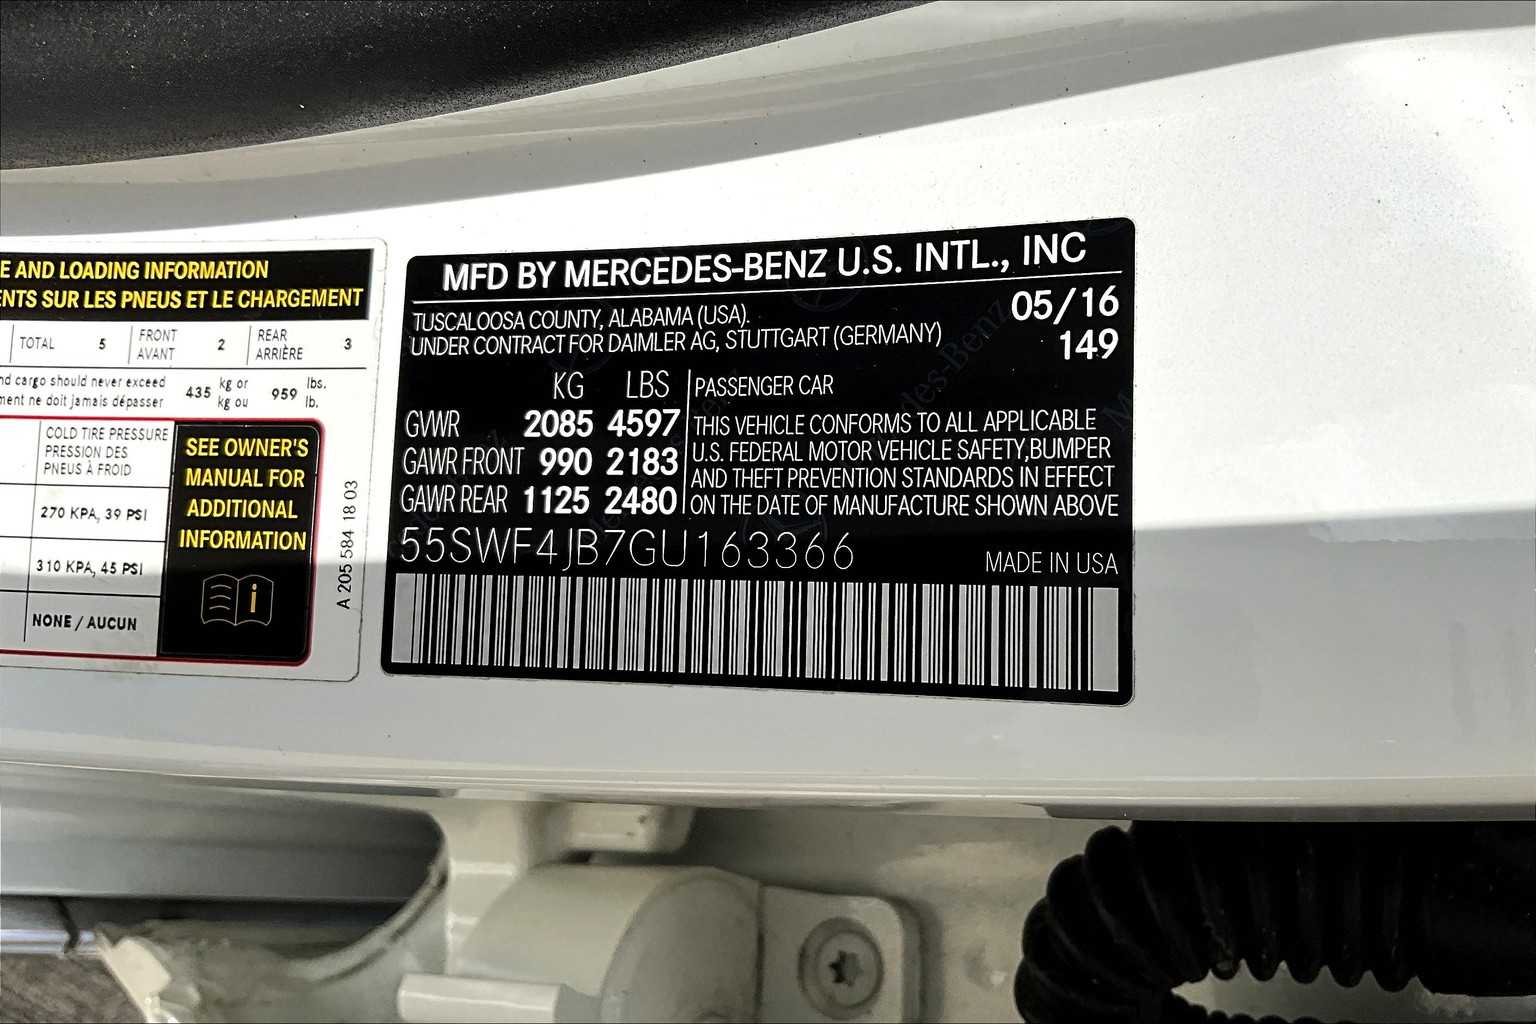 E AND LOADING INFORMATION
ENTS SUR LES PNEUS ET LE CHARGEMENT
TOTAL 5 FRONT AVANT 2 REAR ARRIÈRE 3
nd cargo should never exceed 435 kg or 959 lbs.
ment ne doit jamais dépasser kg ou lb.
COLD TIRE PRESSURE
PRESSION DES
PNEUS À FROID
270 KPA, 39 PSI
310 KPA, 45 PSI
NONE / AUCUN
SEE OWNER'S
MANUAL FOR
ADDITIONAL
INFORMATION
i
A 205 584 18 03
MFD BY MERCEDES-BENZ U.S. INTL., INC
TUSCALOOSA COUNTY, ALABAMA (USA). 05/16
UNDER CONTRACT FOR DAIMLER AG, STUTTGART (GERMANY) 149
KG LBS
GVWR 2085 4597
GAWR FRONT 990 2183
GAWR REAR 1125 2480
PASSENGER CAR
THIS VEHICLE CONFORMS TO ALL APPLICABLE
U.S. FEDERAL MOTOR VEHICLE SAFETY,BUMPER
AND THEFT PREVENTION STANDARDS IN EFFECT
ON THE DATE OF MANUFACTURE SHOWN ABOVE
55SWF4JB7GU163366
MADE IN USA